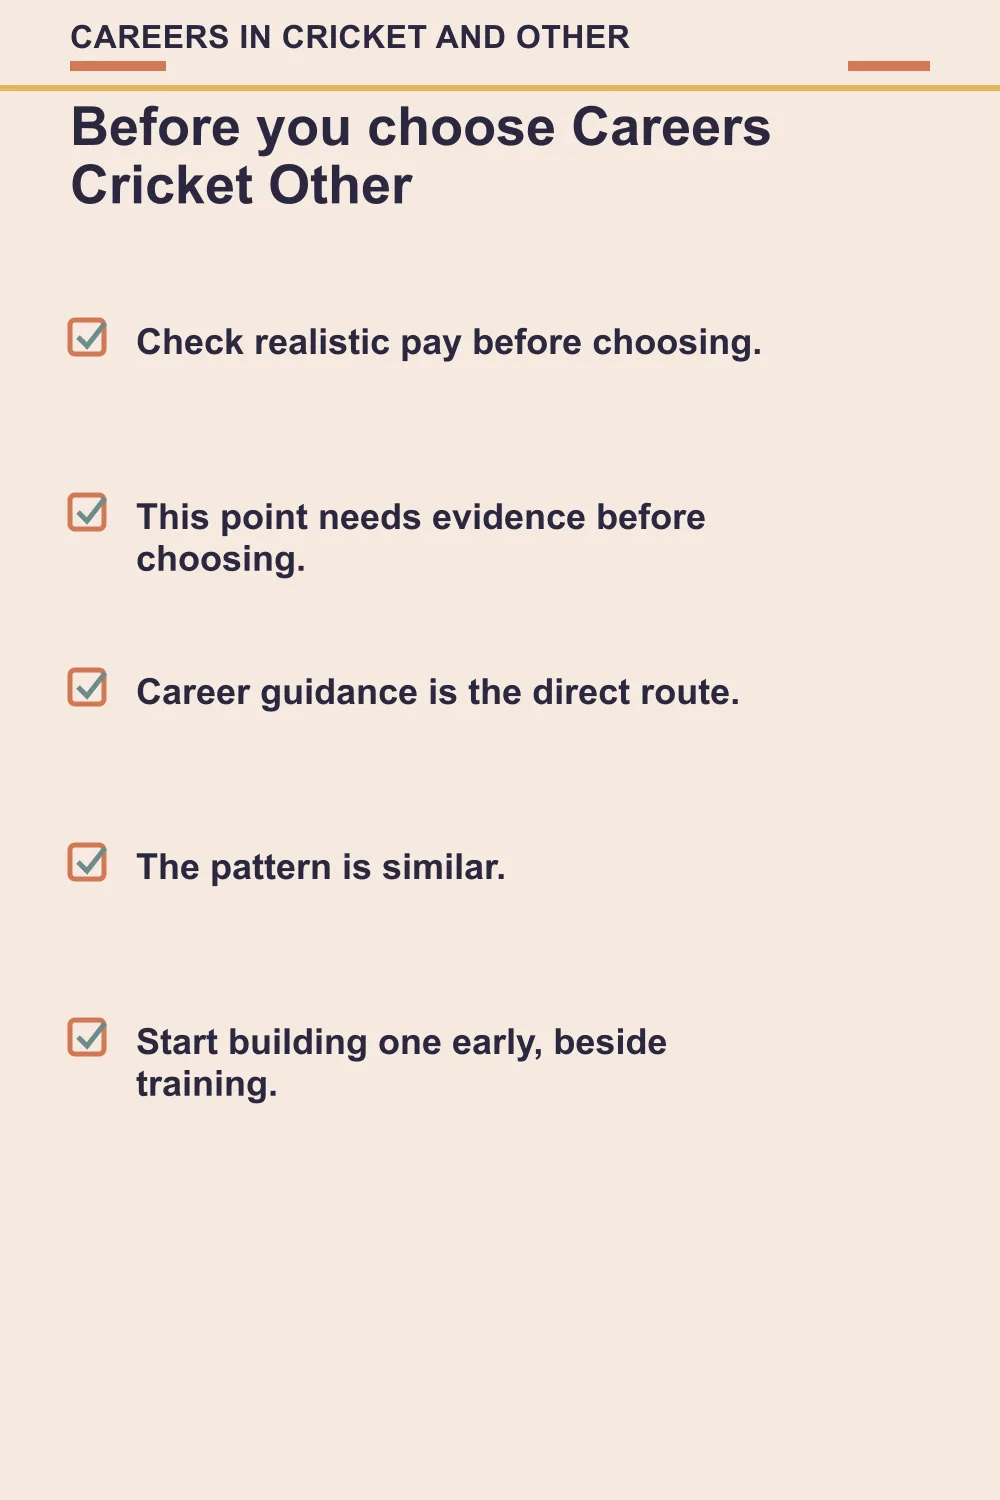 CAREERS IN CRICKET AND OTHER
Before you choose Careers
Cricket Other
Check realistic pay before choosing.
This point needs evidence before
choosing.
Career guidance is the direct route.
The pattern is similar.
Start building one early, beside
training.